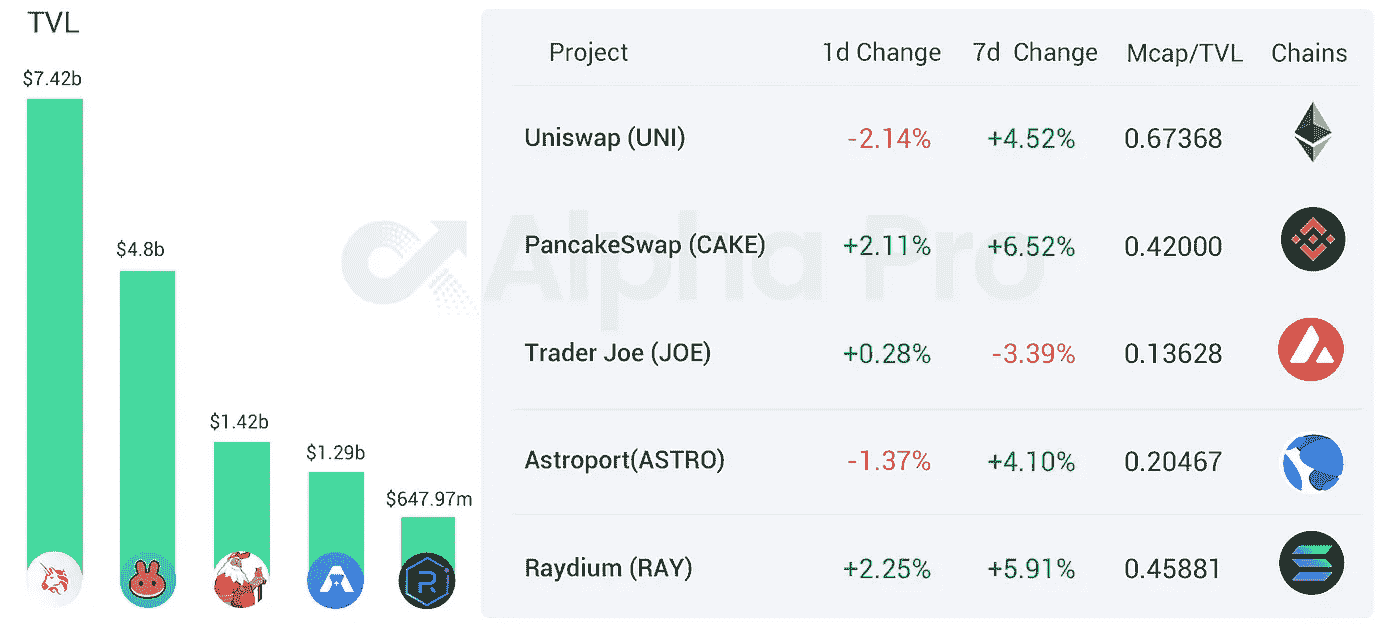 TVL
$7.42b
$4.8b
$1.42b
$1.29b
$647.97m
Project 1d Change 7d Change Mcap/TVL Chains
Uniswap (UNI) -2.14% +4.52% 0.67368
PancakeSwap (CAKE) +2.11% +6.52% 0.42000
Trader Joe (JOE) +0.28% -3.39% 0.13628
Astroport(ASTRO) -1.37% +4.10% 0.20467
Raydium (RAY) +2.25% +5.91% 0.45881
Alpha Pro